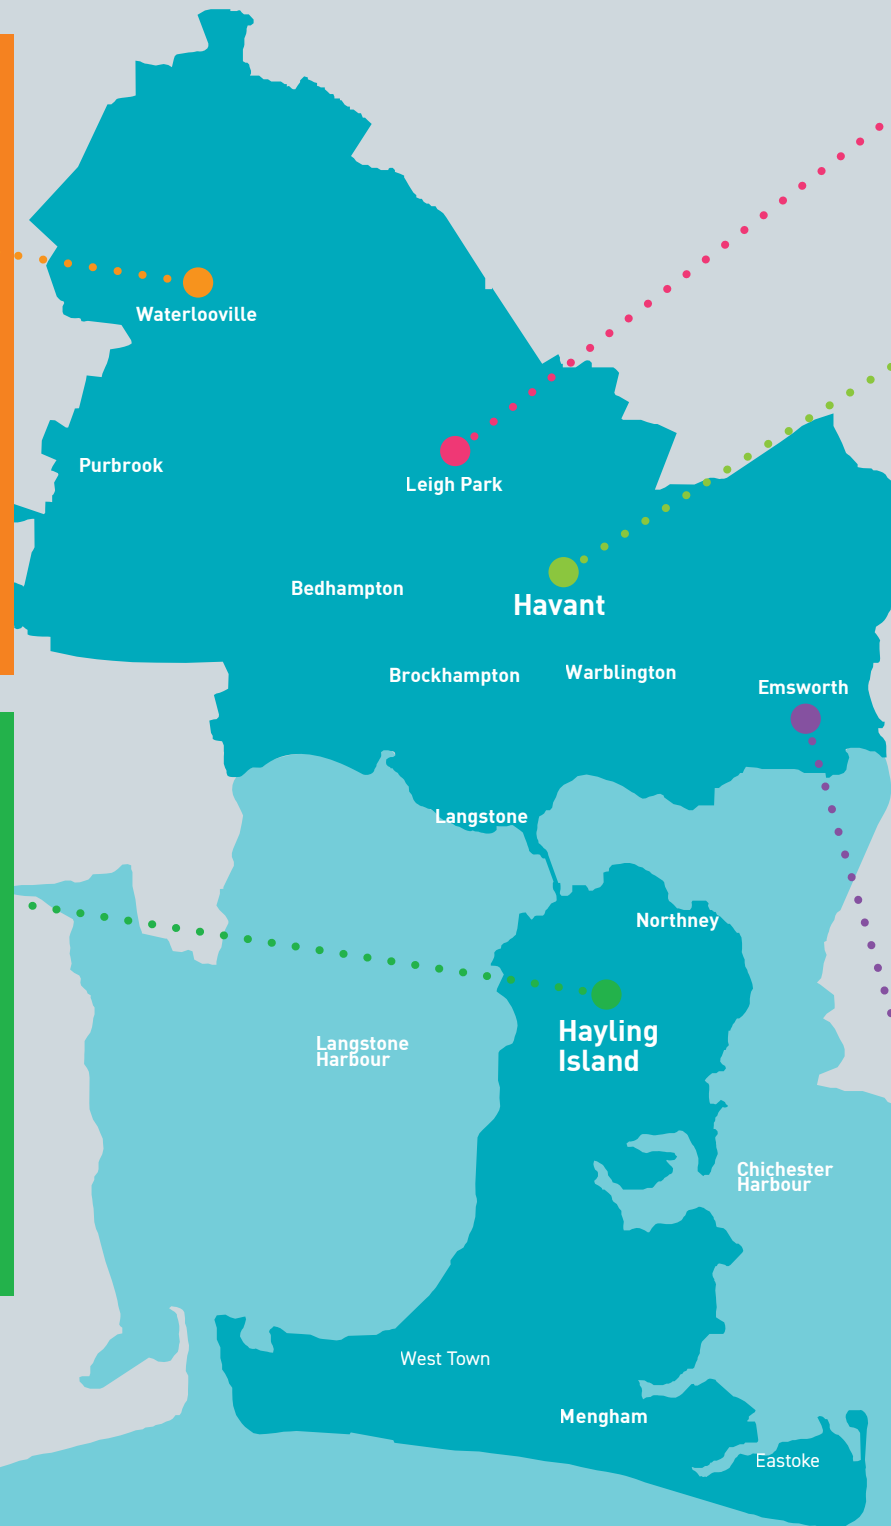 Waterlooville
Purbrook
Leigh Park
Bedhampton
Havant
Brockhampton
Warblington
Emsworth
Langstone
Northney
Hayling
Island
Langstone
Harbour
Chichester
Harbour
West Town
Mengham
Eastoke